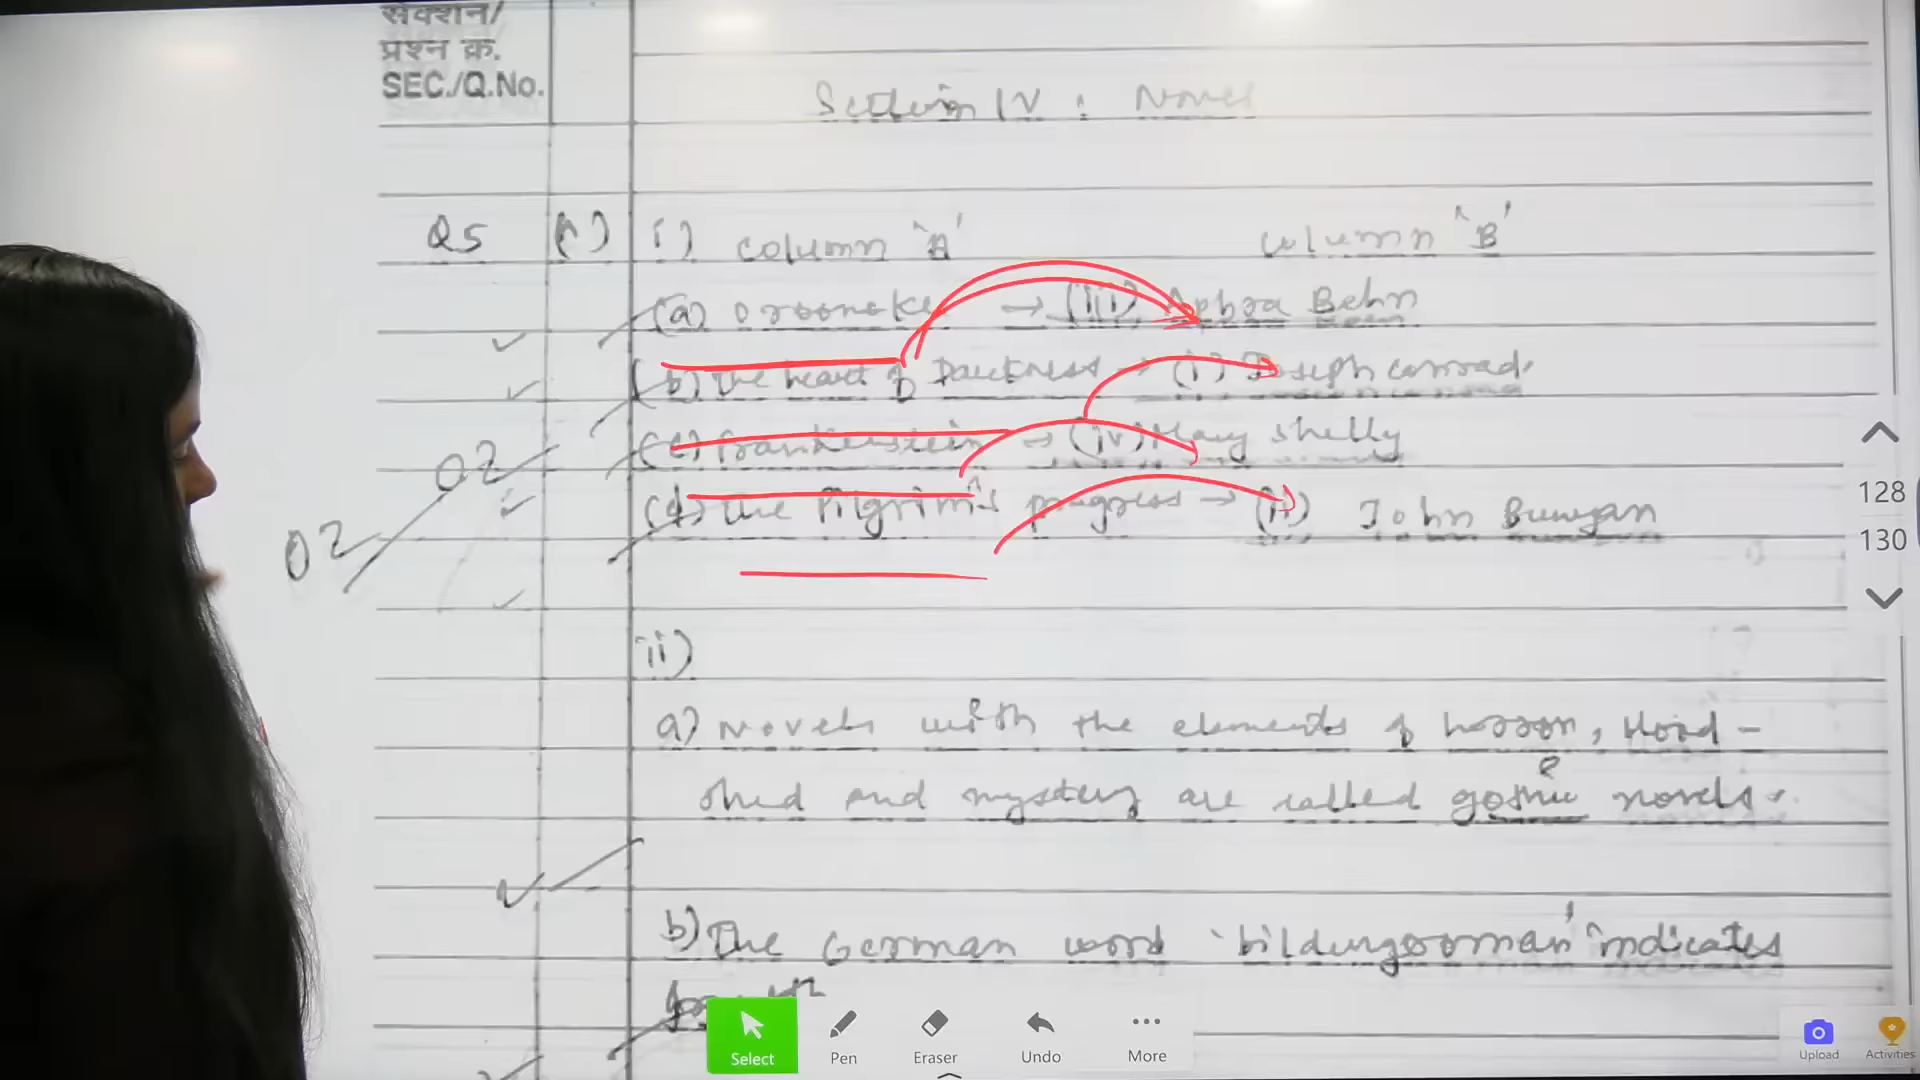 सेक्शन/
प्रश्न क्र.
SEC./Q.No.
Section IV : Novel
Q5 (A) i) Column 'A' Column 'B'
(a) Oroonoko → (iii) Aphra Behn
(b) The heart of Darkness → (i) Joseph conrad.
(c) Frankenstein → (iv) Mary shelly
02
(d) The Pilgrim's progress → (ii) John Bunyan
02
128
130
ii)
a) Novels with the elements of horror, blood-
shed and mystery are called gothic novels.
b) The German word 'bildungsroman' indicates
Select Pen Eraser Undo More
Upload Activities